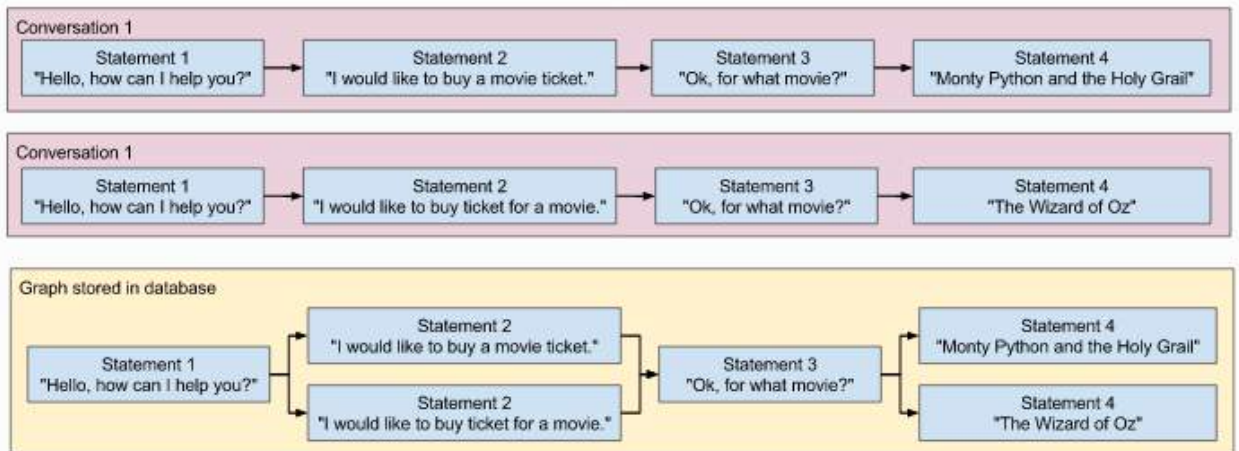 Conversation 1
Statement 1
"Hello, how can I help you?"
Statement 2
"I would like to buy a movie ticket."
Statement 3
"Ok, for what movie?"
Statement 4
"Monty Python and the Holy Grail"
Conversation 1
Statement 1
"Hello, how can I help you?"
Statement 2
"I would like to buy ticket for a movie."
Statement 3
"Ok, for what movie?"
Statement 4
"The Wizard of Oz"
Graph stored in database
Statement 1
"Hello, how can I help you?"
Statement 2
"I would like to buy a movie ticket."
Statement 2
"I would like to buy ticket for a movie."
Statement 3
"Ok, for what movie?"
Statement 4
"Monty Python and the Holy Grail"
Statement 4
"The Wizard of Oz"